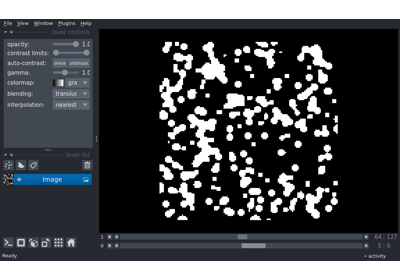 File View Window Plugins Help
layer controls
opacity: 1.0
contrast limits:
auto-contrast: once continuous
gamma: 1.0
colormap: gra
blending: transluc
interpolation: nearest
layer list
Image
1 64 127
0 5 9
Ready activity